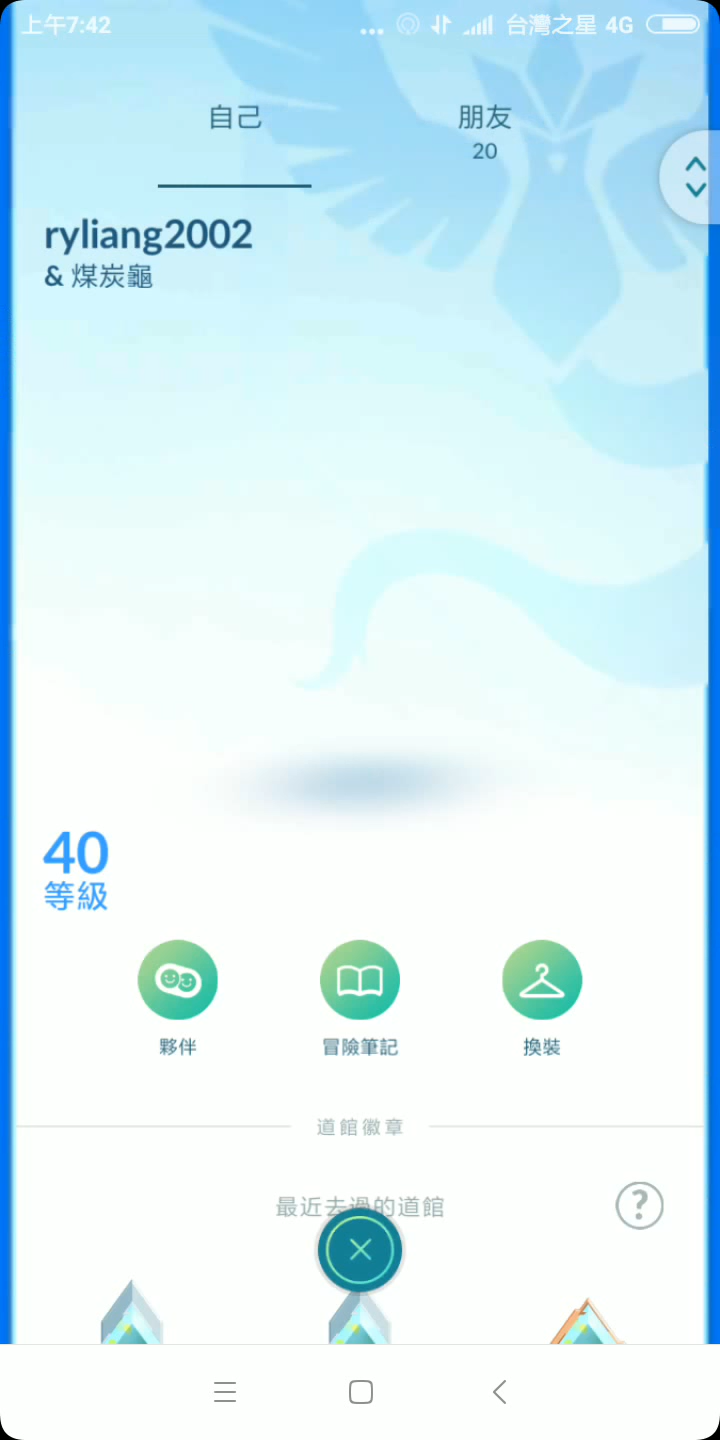 上午7:42
... 台灣之星 4G
自己
朋友
20
ryliang2002
& 煤炭龜
40
等級
夥伴
冒險筆記
換裝
道館徽章
最近去過的道館
?